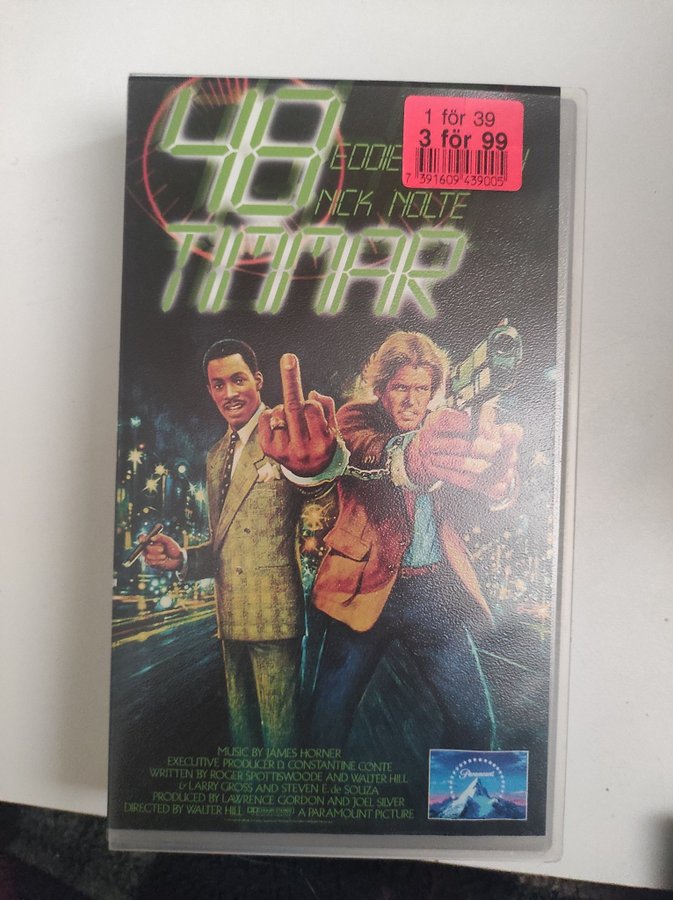 48
1 för 39
3 för 99
7 391609 439005
EDDIE
NICK NOLTE
TIMMAR
MUSIC BY JAMES HORNER
EXECUTIVE PRODUCER D. CONSTANTINE CONTE
WRITTEN BY ROGER SPOTTISWOODE AND WALTER HILL
& LARRY GROSS AND STEVEN E. de SOUZA
PRODUCED BY LAWRENCE GORDON AND JOEL SILVER
DIRECTED BY WALTER HILL A PARAMOUNT PICTURE
Paramount